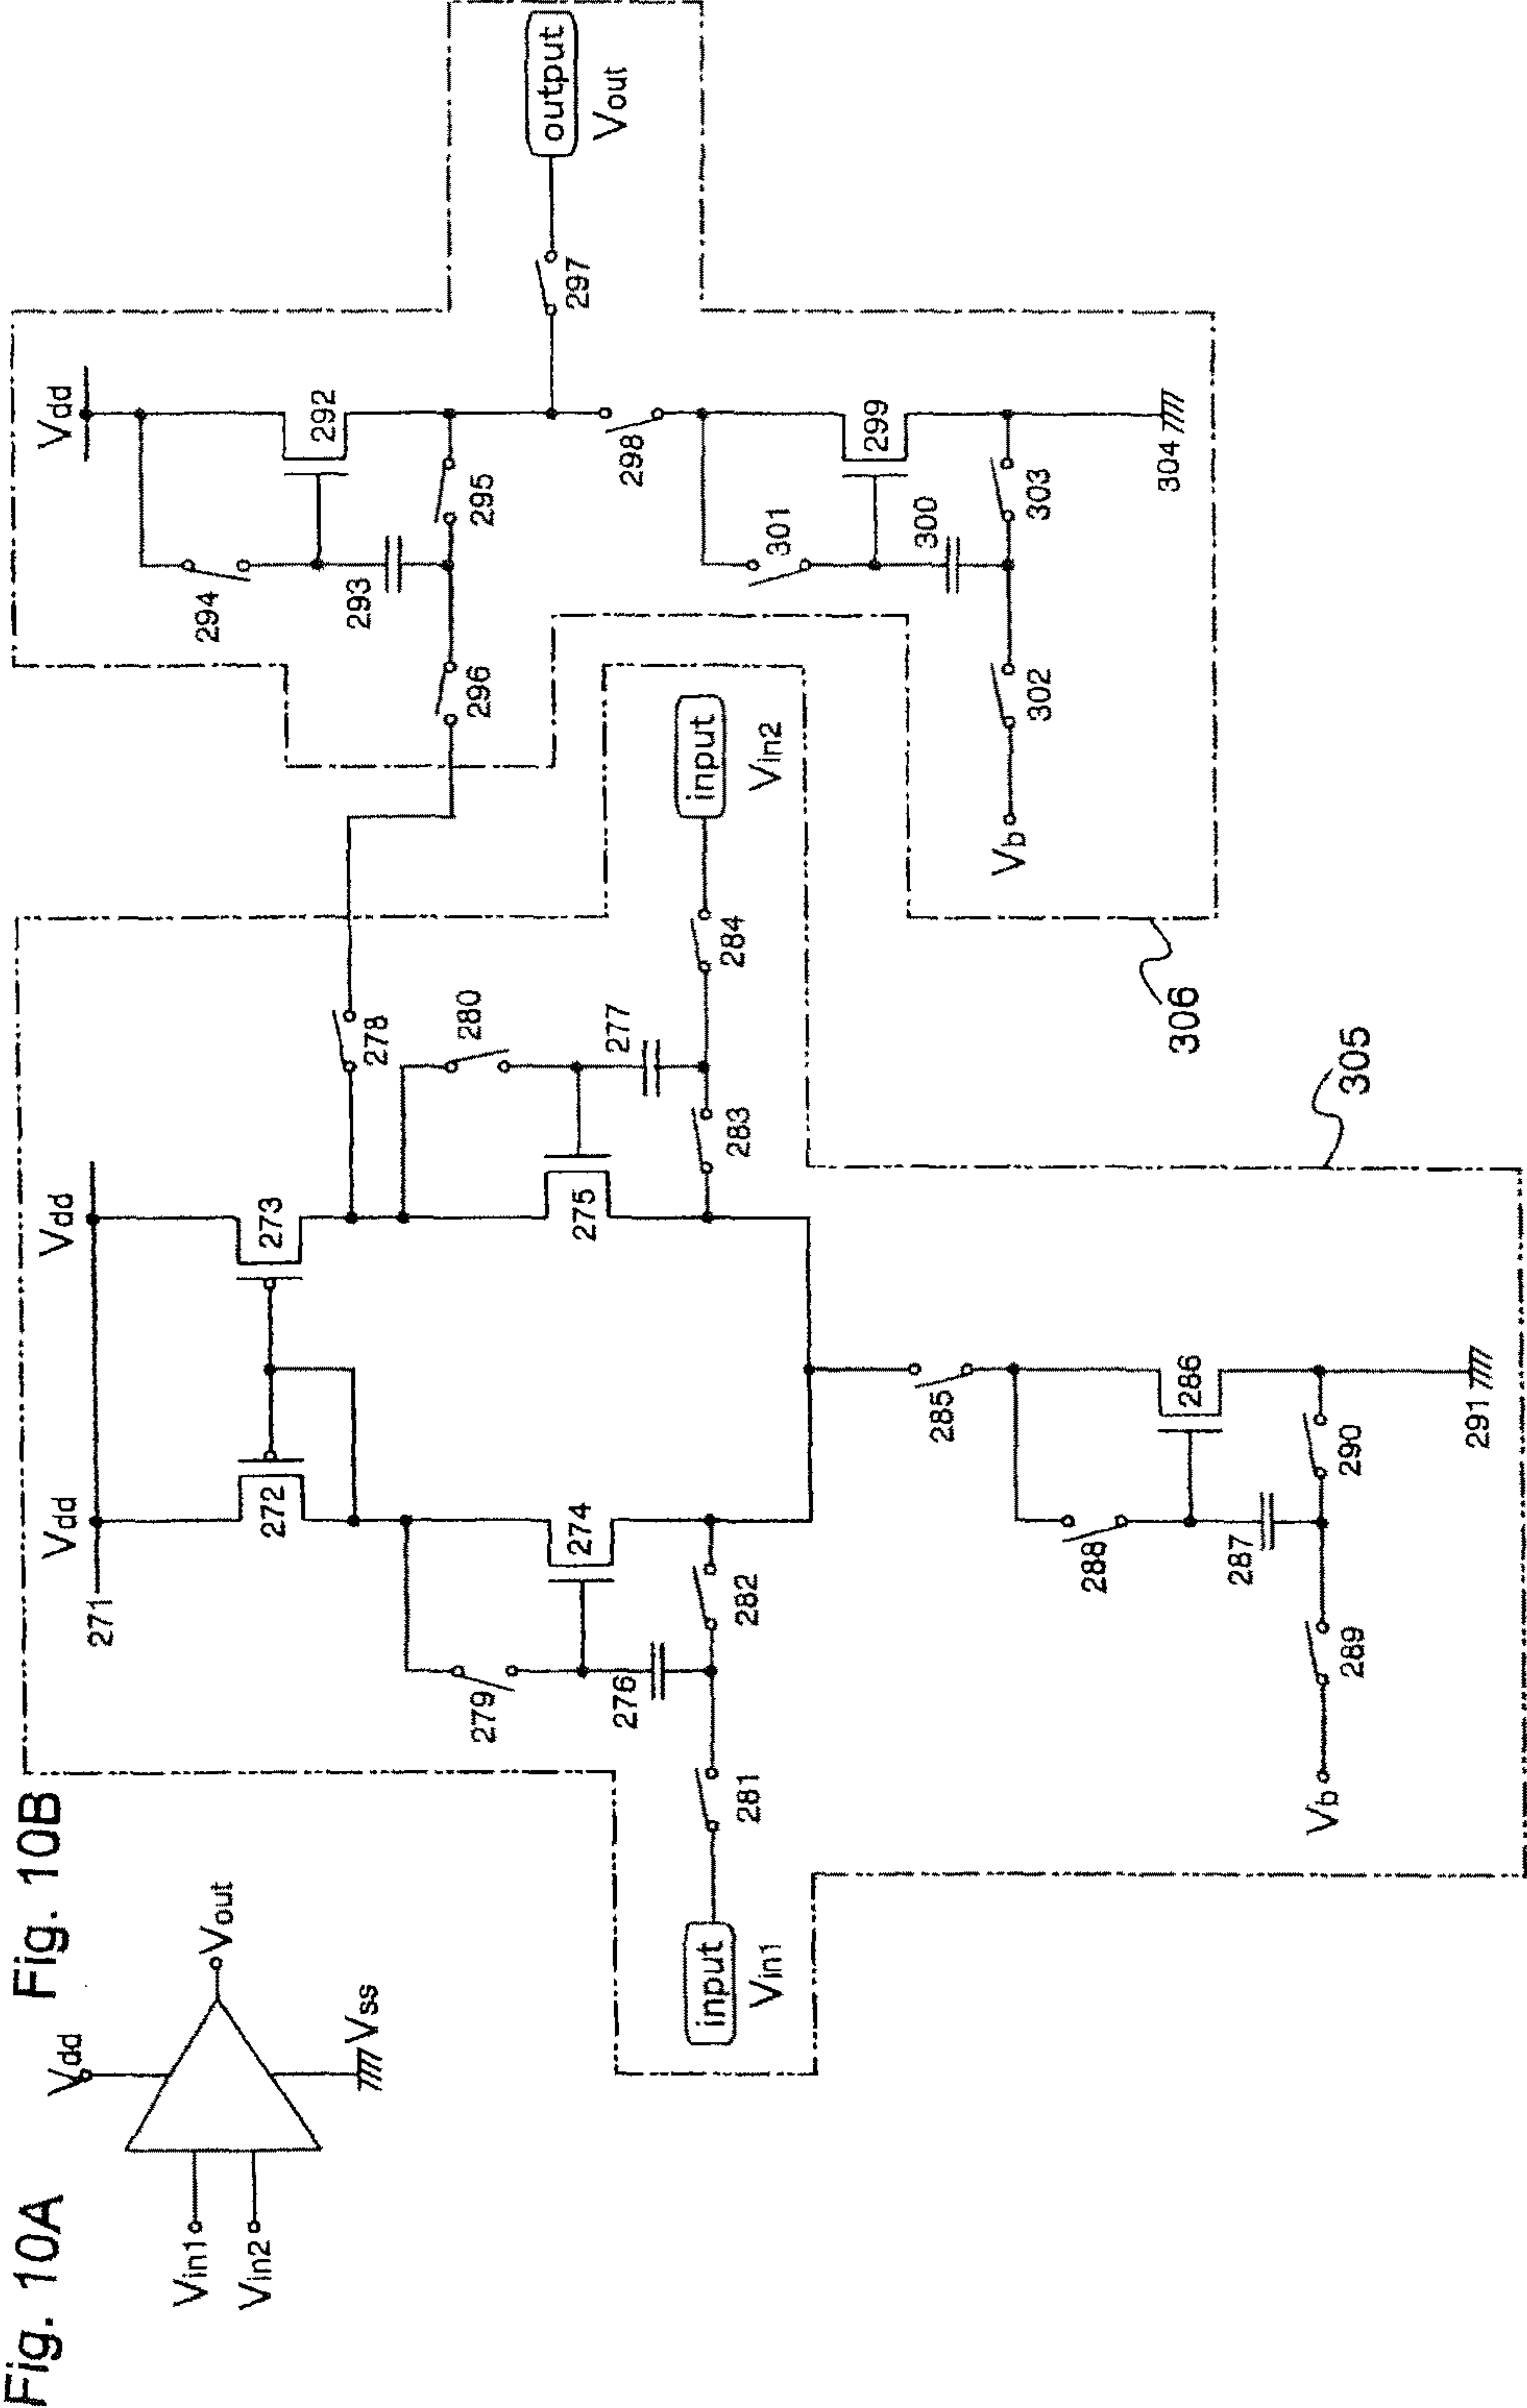 Fig. 10A
Vin1
Vin2
Vdd
Vout
Vss
Fig. 10B
271
Vdd
Vdd
272
273
274
275
276
277
278
279
280
281
282
283
284
input
Vin1
input
Vin2
285
286
287
288
289
290
291
Vb
305
Vdd
292
293
294
295
296
297
output
Vout
298
299
300
301
302
303
304
Vb
306